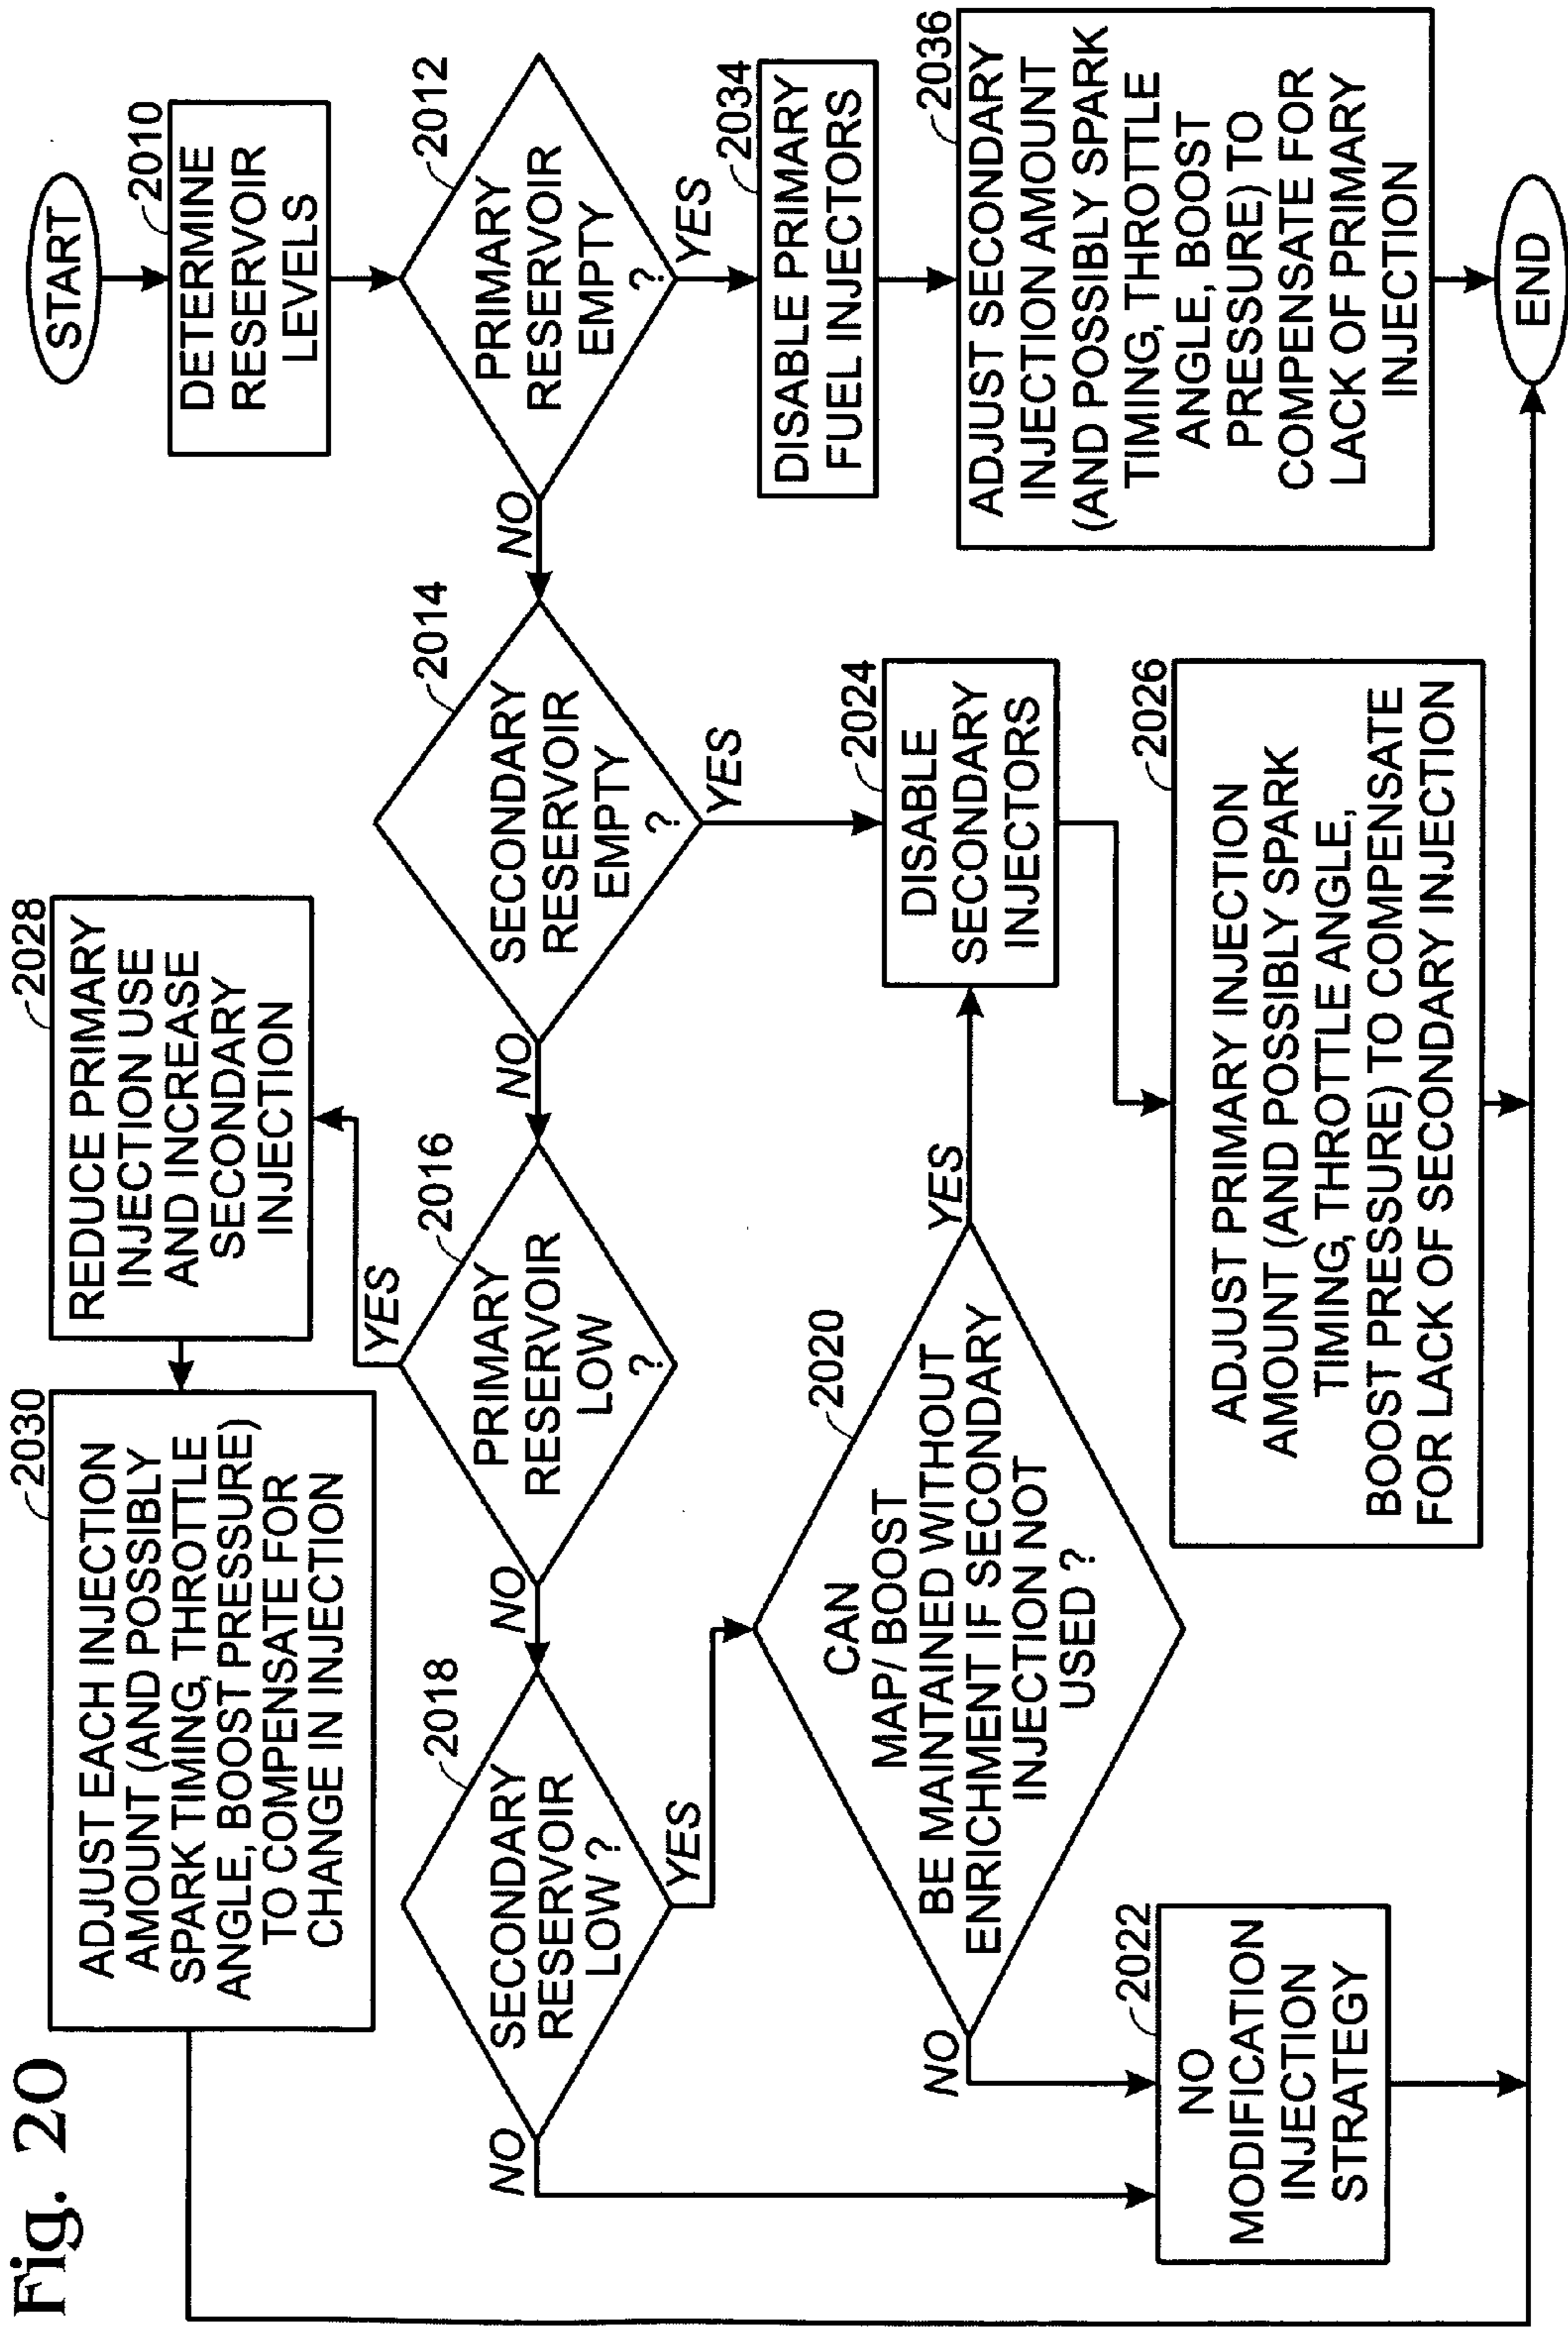 Fig. 20
START
2010
DETERMINE
RESERVOIR
LEVELS
2012
PRIMARY
RESERVOIR
EMPTY
?
NO
YES
2034
DISABLE PRIMARY
FUEL INJECTORS
2036
ADJUST SECONDARY
INJECTION AMOUNT
(AND POSSIBLY SPARK
TIMING, THROTTLE
ANGLE, BOOST
PRESSURE) TO
COMPENSATE FOR
LACK OF PRIMARY
INJECTION
END
2014
SECONDARY
RESERVOIR
EMPTY
?
NO
YES
2024
DISABLE
SECONDARY
INJECTORS
2026
ADJUST PRIMARY INJECTION
AMOUNT (AND POSSIBLY SPARK
TIMING, THROTTLE ANGLE,
BOOST PRESSURE) TO COMPENSATE
FOR LACK OF SECONDARY INJECTION
2016
PRIMARY
RESERVOIR
LOW
?
YES
NO
2028
REDUCE PRIMARY
INJECTION USE
AND INCREASE
SECONDARY
INJECTION
2030
ADJUST EACH INJECTION
AMOUNT (AND POSSIBLY
SPARK TIMING, THROTTLE
ANGLE, BOOST PRESSURE)
TO COMPENSATE FOR
CHANGE IN INJECTION
2018
SECONDARY
RESERVOIR
LOW ?
YES
NO
2020
CAN
MAP/ BOOST
BE MAINTAINED WITHOUT
ENRICHMENT IF SECONDARY
INJECTION NOT
USED ?
YES
NO
2022
NO
MODIFICATION
INJECTION
STRATEGY